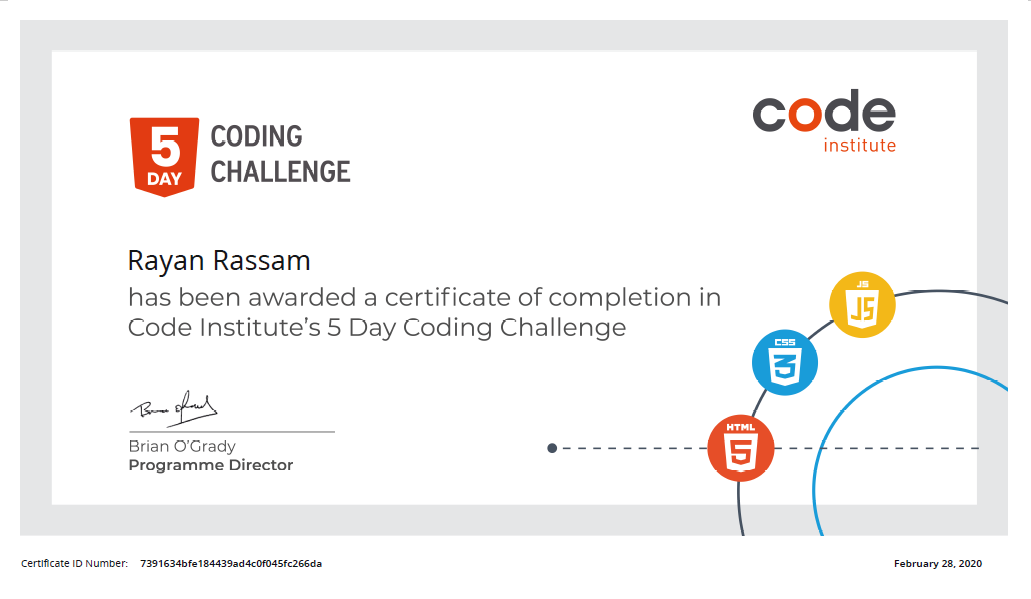 5
DAY
CODING
CHALLENGE
code
institute
Rayan Rassam
has been awarded a certificate of completion in
Code Institute's 5 Day Coding Challenge
JS
JS
CSS
3
HTML
5
Brian O'Grady
Programme Director
Certificate ID Number: 7391634bfe184439ad4c0f045fc266da
February 28, 2020